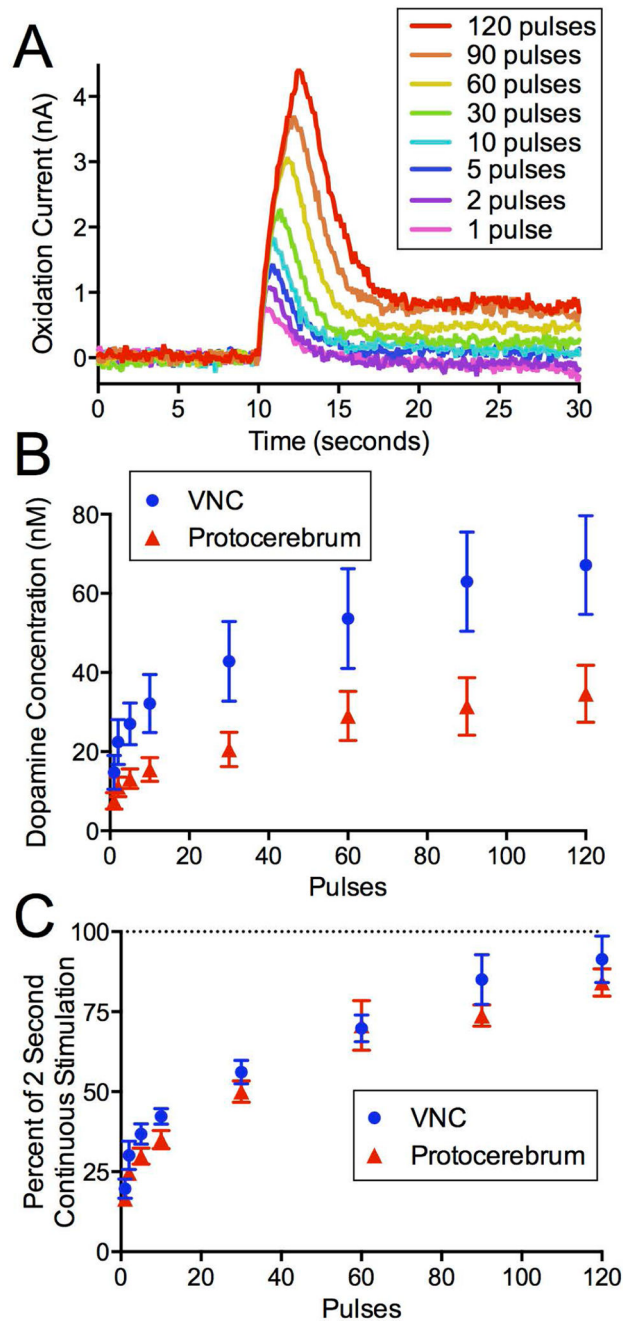 A
120 pulses
90 pulses
60 pulses
30 pulses
10 pulses
5 pulses
2 pulses
1 pulse
Oxidation Current (nA)
4
3
2
1
0
0 5 10 15 20 25 30
Time (seconds)
B
VNC
Protocerebrum
Dopamine Concentration (nM)
80
60
40
20
0
0 20 40 60 80 100 120
Pulses
C
Percent of 2 Second
Continuous Stimulation
100
75
50
25
0
VNC
Protocerebrum
0 20 40 60 80 100 120
Pulses